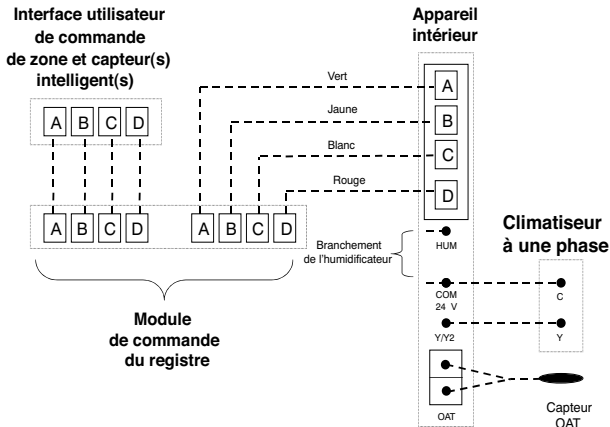 Interface utilisateur
de commande
de zone et capteur(s)
intelligent(s)
A B C D
A B C D
A B C D
Module
de commande
du registre
Vert
Jaune
Blanc
Rouge
Appareil
intérieur
A
B
C
D
Branchement
de l'humidificateur
HUM
COM
24 V
Y/Y2
OAT
Climatiseur
à une phase
C
Y
Capteur
OAT